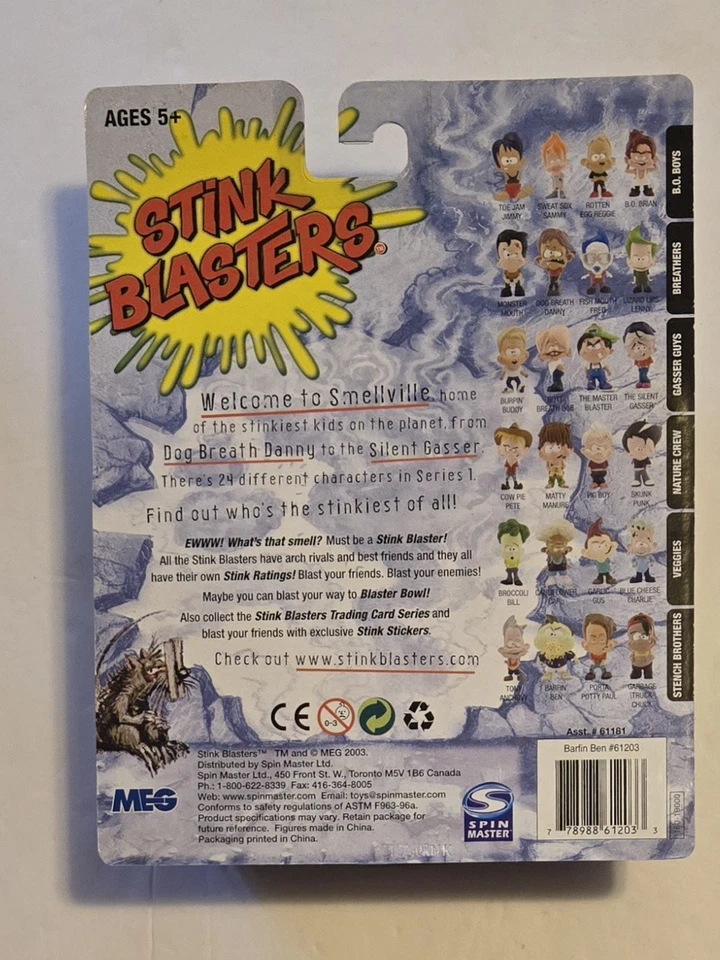 AGES 5+
STINK
BLASTERS
Welcome to Smellville, home
of the stinkiest kids on the planet, from
Dog Breath Danny to the Silent Gasser.
There's 24 different characters in Series 1.
Find out who's the stinkiest of all!
EWWW! What's that smell? Must be a Stink Blaster!
All the Stink Blasters have arch rivals and best friends and they all
have their own Stink Ratings! Blast your friends. Blast your enemies!
Maybe you can blast your way to Blaster Bowl!
Also collect the Stink Blasters Trading Card Series and
blast your friends with exclusive Stink Stickers.
Check out www.stinkblasters.com
CE
0-3
Stink Blasters™ TM and © MEG 2003.
Distributed by Spin Master Ltd.
Spin Master Ltd., 450 Front St. W., Toronto M5V 1B6 Canada
Ph.: 1-800-622-8339 Fax: 416-364-8005
Web: www.spinmaster.com Email: toys@spinmaster.com
Conforms to safety regulations of ASTM F963-96a.
Product specifications may vary. Retain package for
future reference. Figures made in China.
Packaging printed in China.
MEG
SPIN
MASTER
TOE JAM JIMMY
SWEAT SOX SAMMY
ROTTEN EGG REGGIE
B.O. BRIAN
B.O. BOYS
MONSTER MOUTH
DOG BREATH DANNY
FISH MOUTH FRED
LIZARD LIPS LENNY
BREATHERS
BURPIN' BUDDY
BREATH BOB
THE MASTER BLASTER
THE SILENT GASSER
GASSER GUYS
COW PIE PETE
MATTY MANURE
PIG BOY
SKUNK PUNK
NATURE CREW
BROCCOLI BILL
CAULIFLOWER
GARLIC GUS
BLUE CHEESE CHARLIE
VEGGIES
TONY ANCHOVY
BARFIN' BEN
PORTA POTTY PAUL
GARBAGE TRUCK CHUCK
STENCH BROTHERS
Asst. # 61181
Barfin Ben #61203
7 78988 61203 3